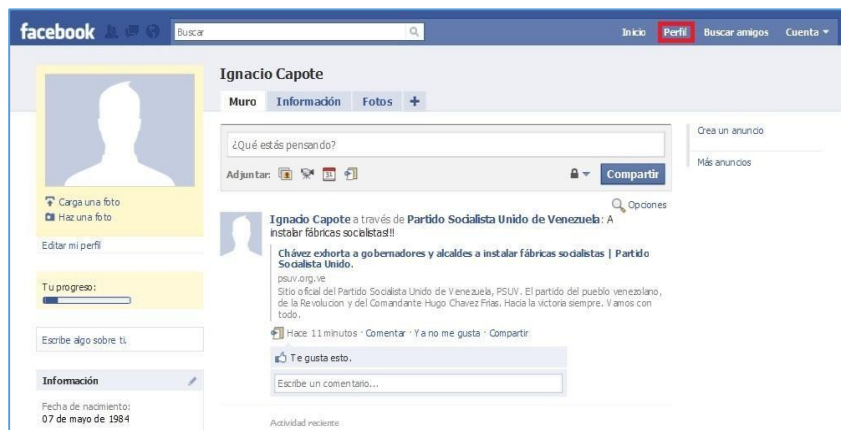 facebook
Buscar
Inicio Perfil Buscar amigos Cuenta
Ignacio Capote
Muro Información Fotos +
¿Qué estás pensando?
Adjuntar: 31 Compartir
Opciones
Crea un anuncio
Más anuncios
Carga una foto
Haz una foto
Editar mi perfil
Tu progreso:
Escribe algo sobre ti.
Información
Fecha de nacimiento:
07 de mayo de 1984
Ignacio Capote a través de Partido Socialista Unido de Venezuela: A
instalar fábricas socialistas!!!
Chávez exhorta a gobernadores y alcaldes a instalar fábricas socialistas | Partido
Socialista Unido.
psuv.org.ve
Sitio oficial del Partido Socialista Unido de Venezuela, PSUV. El partido del pueblo venezolano,
de la Revolucion y del Comandante Hugo Chavez Frias. Hacia la victoria siempre. Vamos con
todo.
Hace 11 minutos · Comentar · Ya no me gusta · Compartir
Te gusta esto.
Escribe un comentario...
Actividad reciente